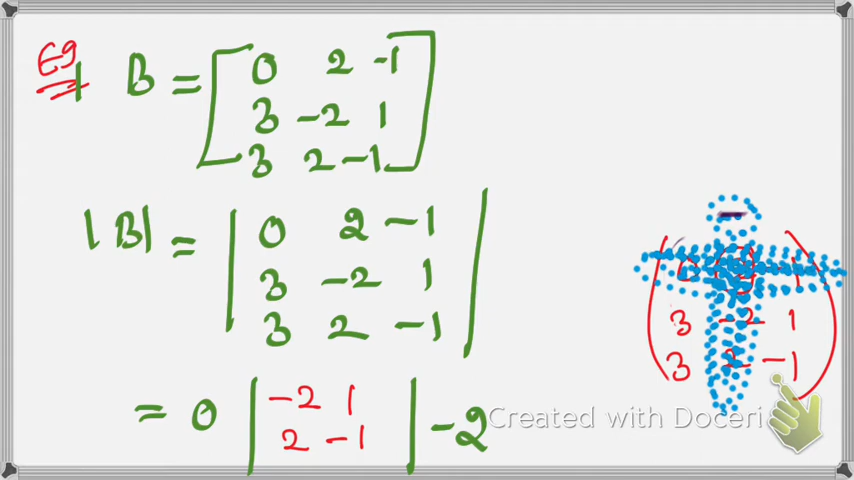 Eg
B = [ 0 2 -1
3 -2 1
3 2 -1 ]
|B| = | 0 2 -1 |
3 -2 1
3 2 -1
= 0 | -2 1 | -2
2 -1
3 -2 1
3 2 -1
Created with Doceri